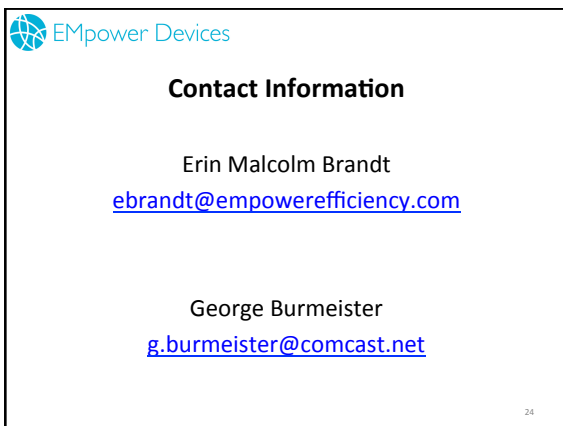 EMpower Devices
Contact Information
Erin Malcolm Brandt
ebrandt@empowerefficiency.com
George Burmeister
g.burmeister@comcast.net
24